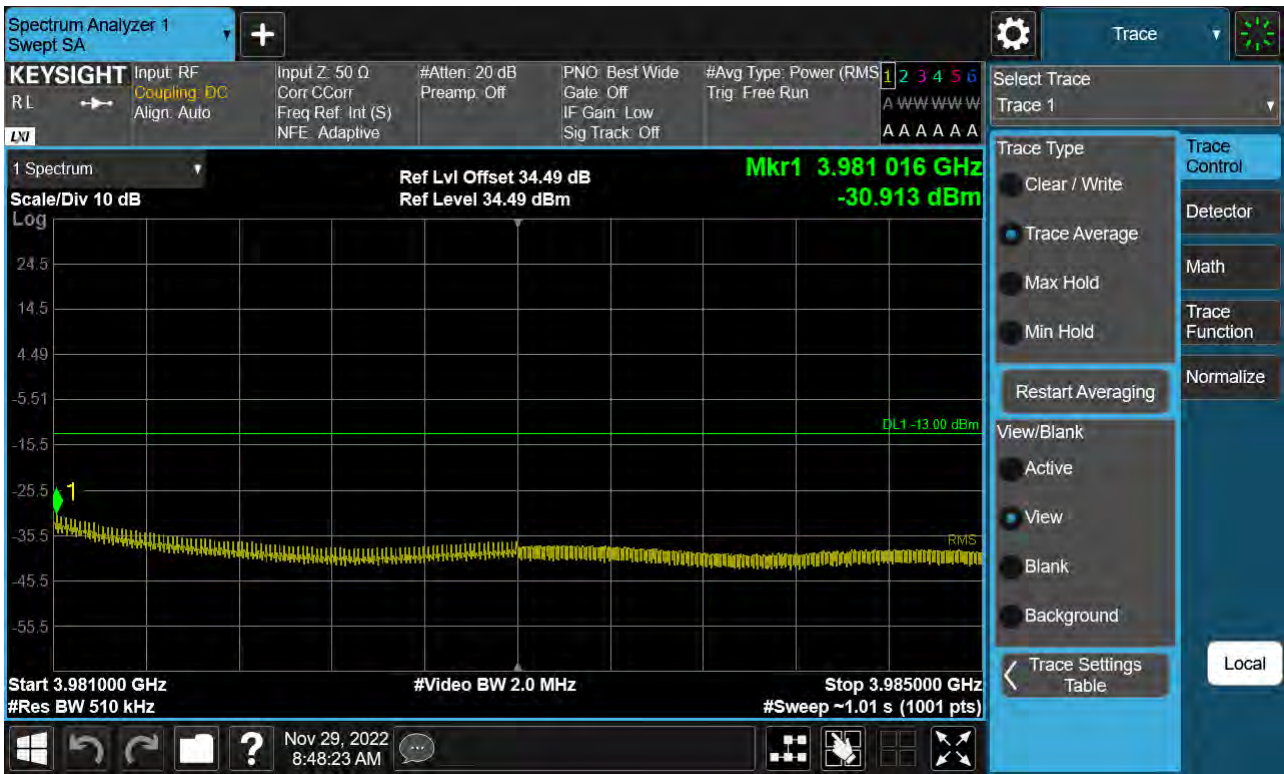 Spectrum Analyzer 1
Swept SA
+
Trace
KEYSIGHT
R L
LXI
Input: RF
Coupling: DC
Align: Auto
Input Z: 50 Ω
Corr CCorr
Freq Ref: Int (S)
NFE: Adaptive
#Atten: 20 dB
Preamp: Off
PNO: Best Wide
Gate: Off
IF Gain: Low
Sig Track: Off
#Avg Type: Power (RMS
Trig: Free Run
1 2 3 4 5 6
A W W W W W
A A A A A A
Select Trace
Trace 1
1 Spectrum
Scale/Div 10 dB
Log
Ref Lvl Offset 34.49 dB
Ref Level 34.49 dBm
Mkr1 3.981 016 GHz
-30.913 dBm
24.5
14.5
4.49
-5.51
-15.5
-25.5
-35.5
-45.5
-55.5
DL1 -13.00 dBm
1
RMS
Start 3.981000 GHz
#Res BW 510 kHz
#Video BW 2.0 MHz
Stop 3.985000 GHz
#Sweep ~1.01 s (1001 pts)
Trace Type
Clear / Write
Trace Average
Max Hold
Min Hold
Restart Averaging
View/Blank
Active
View
Blank
Background
Trace Settings
Table
Trace
Control
Detector
Math
Trace
Function
Normalize
Local
?
Nov 29, 2022
8:48:23 AM